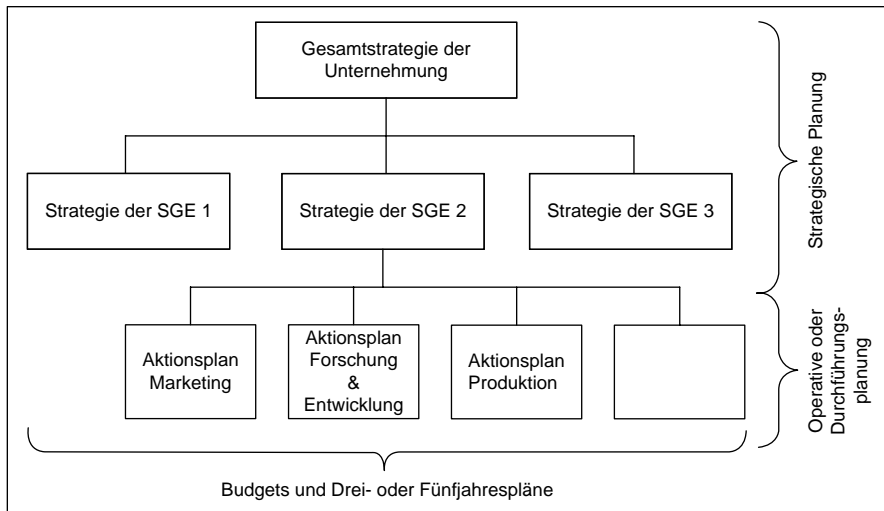 Gesamtstrategie der
Unternehmung
Strategie der SGE 1
Strategie der SGE 2
Strategie der SGE 3
Strategische Planung
Aktionsplan
Marketing
Aktionsplan
Forschung
&
Entwicklung
Aktionsplan
Produktion
Operative oder
Durchführungs-
planung
Budgets und Drei- oder Fünfjahrespläne